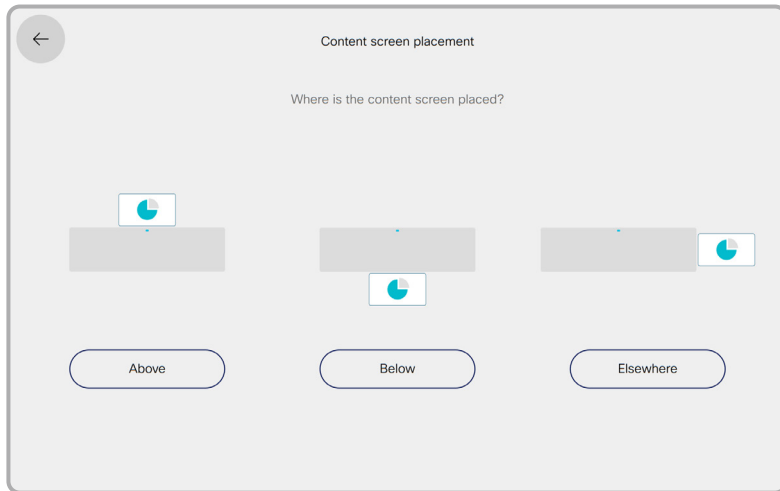 Content screen placement
Where is the content screen placed?
Above
Below
Elsewhere